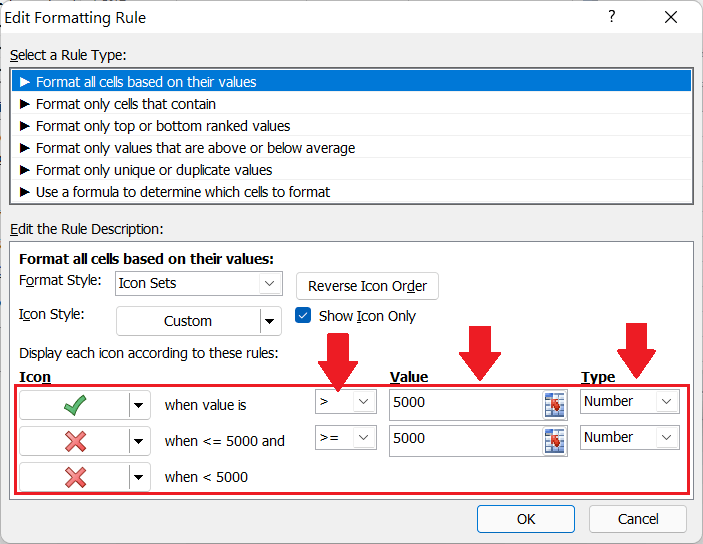 Edit Formatting Rule ? ×
Select a Rule Type:
► Format all cells based on their values
► Format only cells that contain
► Format only top or bottom ranked values
► Format only values that are above or below average
► Format only unique or duplicate values
► Use a formula to determine which cells to format
Edit the Rule Description:
Format all cells based on their values:
Format Style: Icon Sets Reverse Icon Order
Icon Style: Custom Show Icon Only
Display each icon according to these rules:
Icon Value Type
when value is > 5000 Number
when <= 5000 and >= 5000 Number
when < 5000
OK Cancel